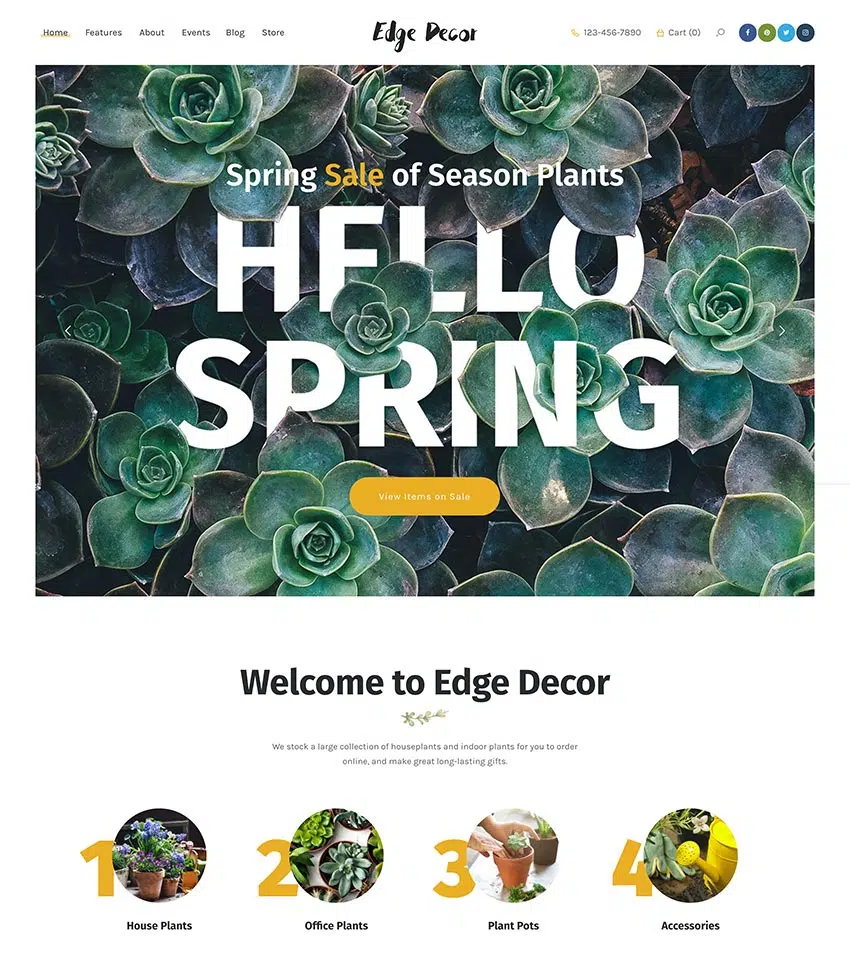 Home Features About Events Blog Store
Edge Decor
123-456-7890 Cart (0)
Spring Sale of Season Plants
HELLO
SPRING
View Items on Sale
Welcome to Edge Decor
We stock a large collection of houseplants and indoor plants for you to order
online, and make great long-lasting gifts.
1 2 3 4
House Plants Office Plants Plant Pots Accessories